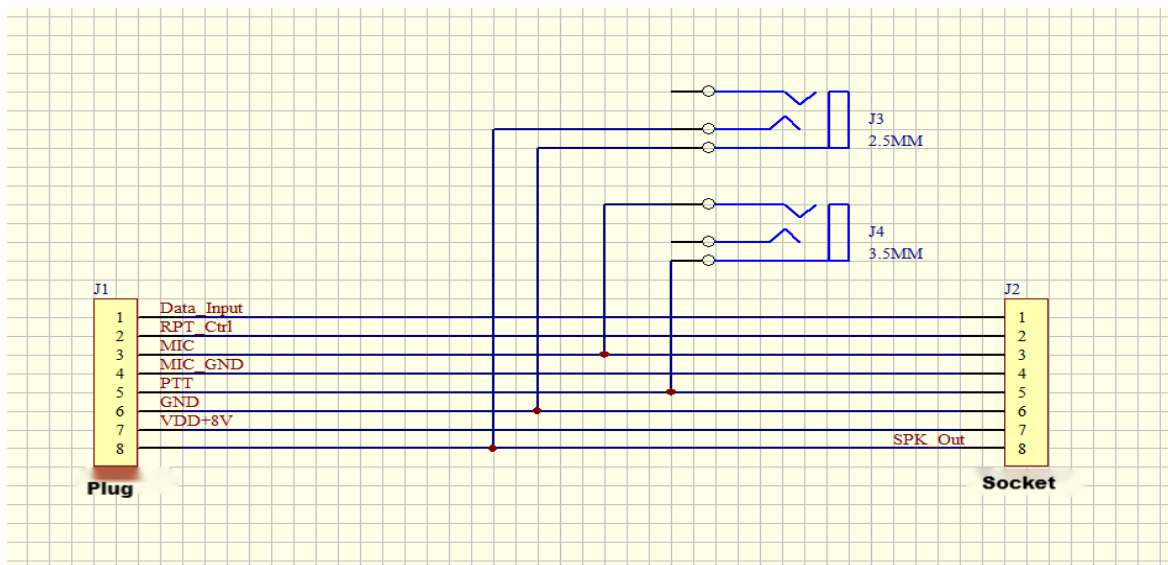 J3
2.5MM
J4
3.5MM
J1
J2
Data_Input
1
1
RPT_Ctrl
2
2
MIC
3
3
MIC_GND
4
4
PTT
5
5
GND
6
6
VDD+8V
7
7
SPK_Out
8
8
Plug
Socket